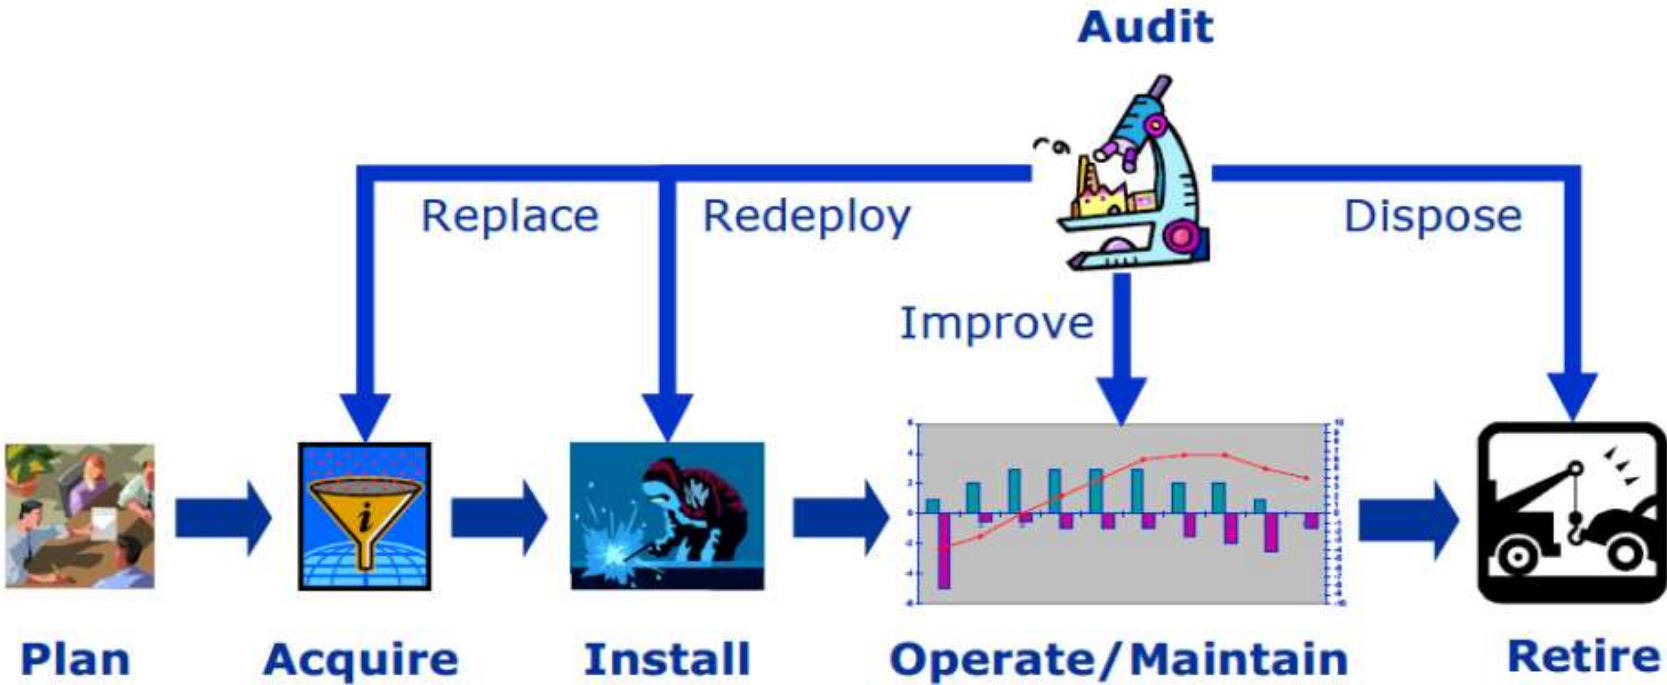 Audit
Replace
Redeploy
Dispose
Improve
i
Plan
Acquire
Install
Operate/Maintain
Retire